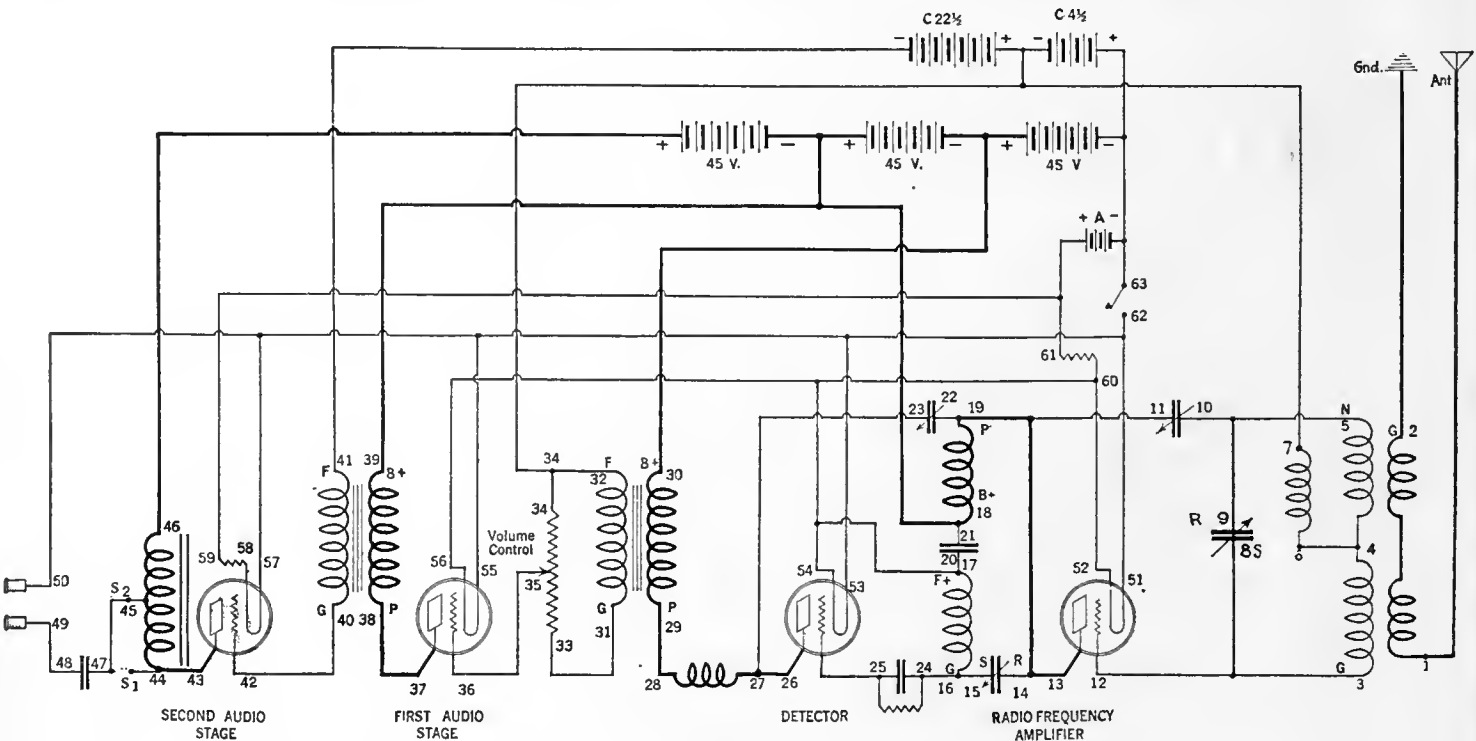 C 22½
C 4½
- + - +
Gnd.
Ant
+ - + - + -
45 V.
45 V.
45 V
+ A -
63
62
61
60
23 22 19
11 10
N
5
G 2
P
7
41 39
F 8+
34
F
32
8+ 30
B+
18
46
34
Volume
Control
R 9
8S
4
59 58 57
56 55
35
21
20
17
F+
54 53
52 51
50
S2
45
49
G 40 38 P
33
G
31
P
29
48 47
S1
44 43 42
37 36
28 27 26
25 24
G
16
S R
15 14
13 12
G
3
1
SECOND AUDIO
STAGE
FIRST AUDIO
STAGE
DETECTOR
RADIO FREQUENCY
AMPLIFIER